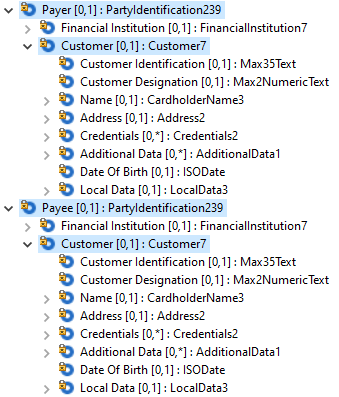 Payer [0,1] : PartyIdentification239
Financial Institution [0,1] : FinancialInstitution7
Customer [0,1] : Customer7
Customer Identification [0,1] : Max35Text
Customer Designation [0,1] : Max2NumericText
Name [0,1] : CardholderName3
Address [0,1] : Address2
Credentials [0,*] : Credentials2
Additional Data [0,*] : AdditionalData1
Date Of Birth [0,1] : ISODate
Local Data [0,1] : LocalData3
Payee [0,1] : PartyIdentification239
Financial Institution [0,1] : FinancialInstitution7
Customer [0,1] : Customer7
Customer Identification [0,1] : Max35Text
Customer Designation [0,1] : Max2NumericText
Name [0,1] : CardholderName3
Address [0,1] : Address2
Credentials [0,*] : Credentials2
Additional Data [0,*] : AdditionalData1
Date Of Birth [0,1] : ISODate
Local Data [0,1] : LocalData3